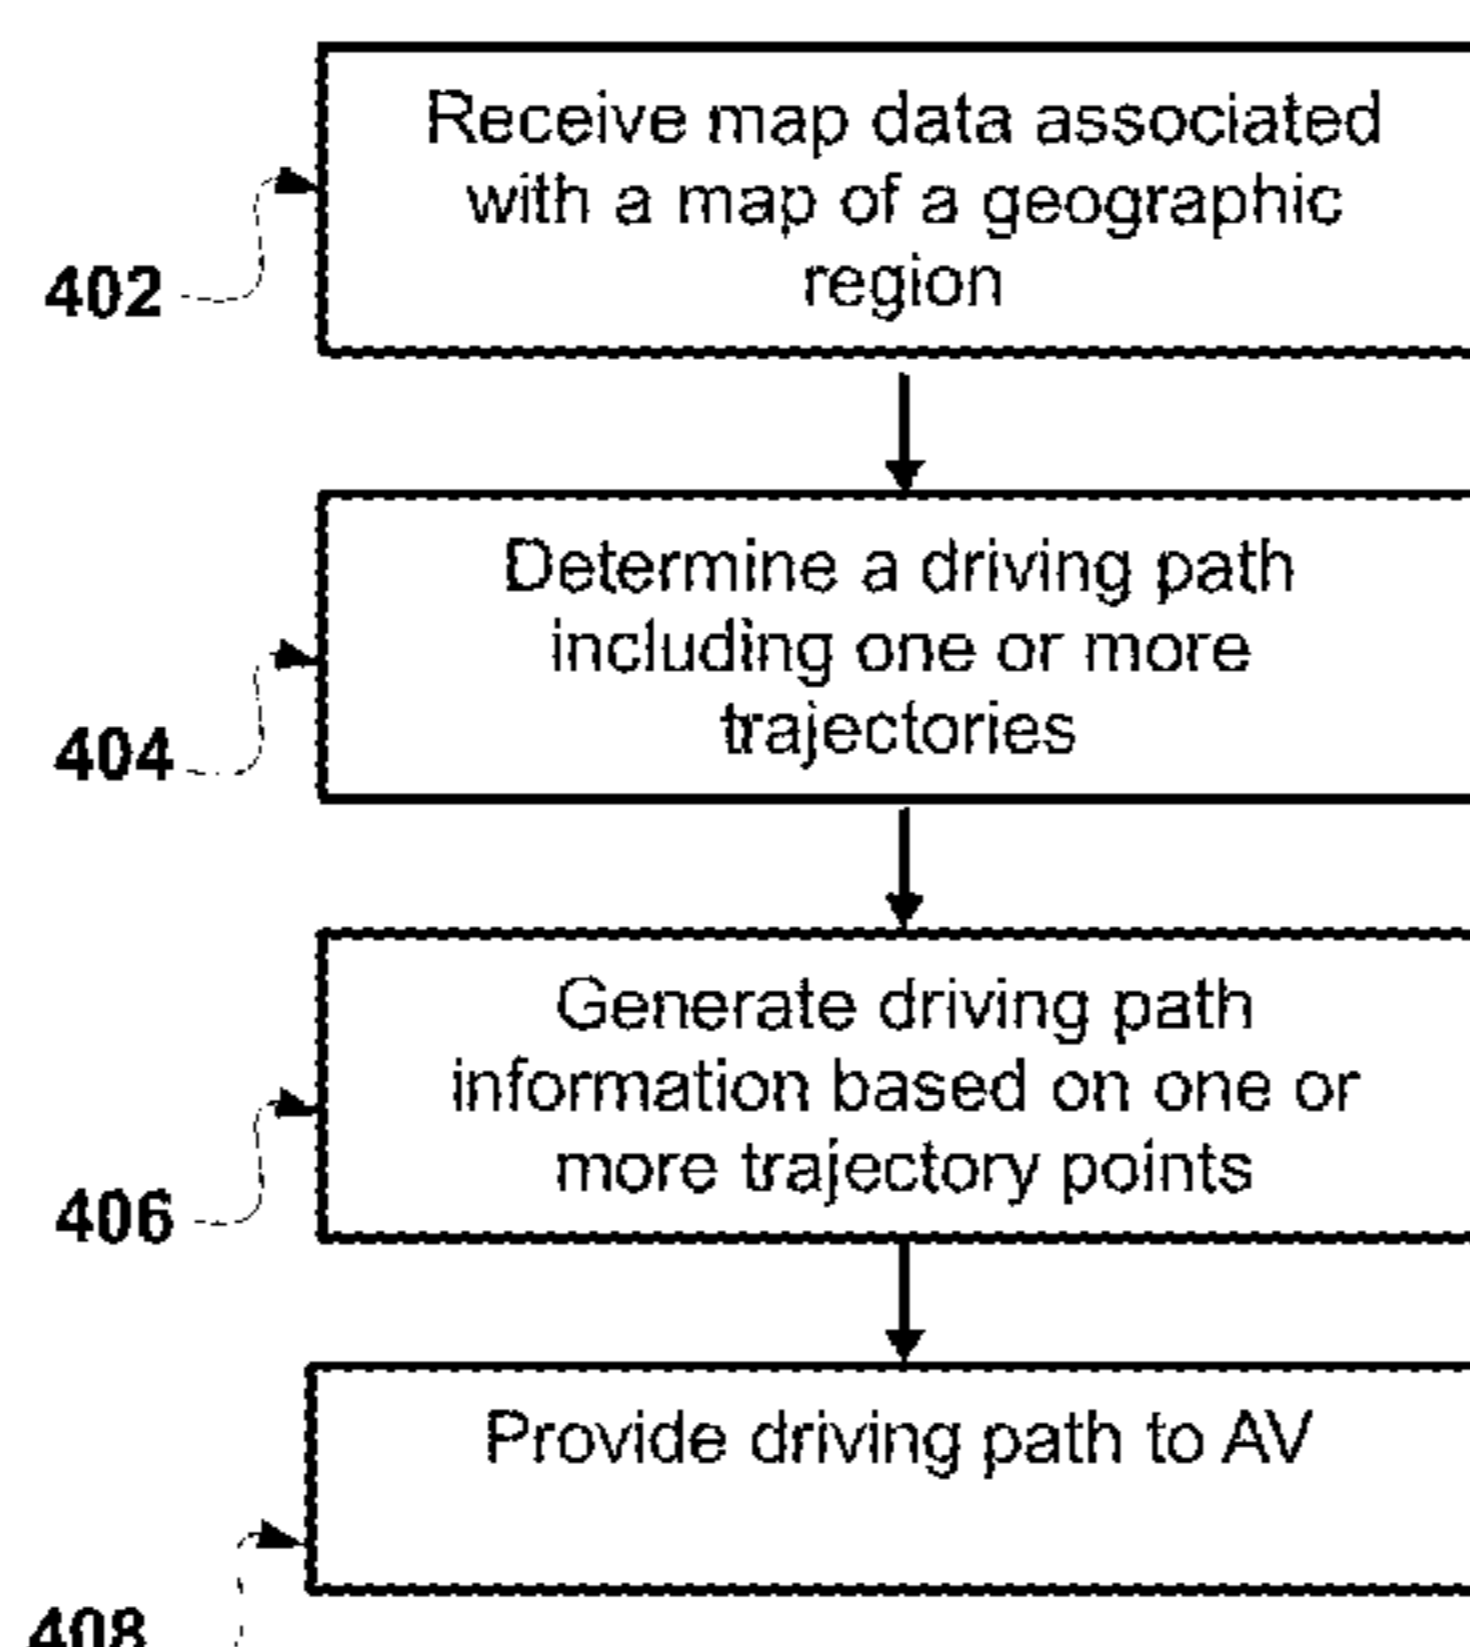 Receive map data associated
with a map of a geographic
region
402
Determine a driving path
including one or more
trajectories
404
Generate driving path
information based on one or
more trajectory points
406
Provide driving path to AV
408